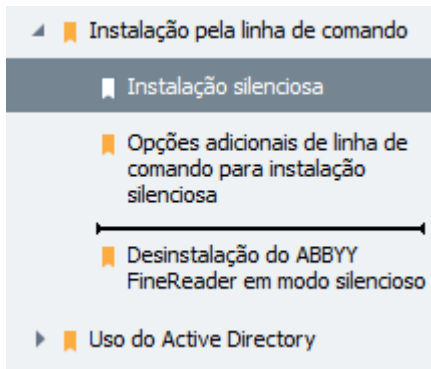 Instalação pela linha de comando
Instalação silenciosa
Opções adicionais de linha de
comando para instalação
silenciosa
Desinstalação do ABBYY
FineReader em modo silencioso
Uso do Active Directory